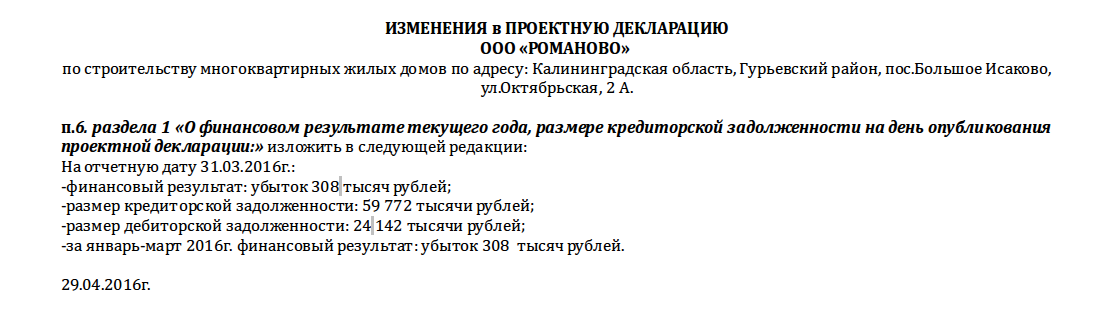 ИЗМЕНЕНИЯ в ПРОЕКТНУЮ ДЕКЛАРАЦИЮ
ООО «РОМАНОВО»
по строительству многоквартирных жилых домов по адресу: Калининградская область, Гурьевский район, пос.Большое Исаково,
ул.Октябрьская, 2 А.
п.6. раздела 1 «О финансовом результате текущего года, размере кредиторской задолженности на день опубликования
проектной декларации:» изложить в следующей редакции:
На отчетную дату 31.03.2016г.:
-финансовый результат: убыток 308 тысяч рублей;
-размер кредиторской задолженности: 59 772 тысячи рублей;
-размер дебиторской задолженности: 24 142 тысячи рублей;
-за январь-март 2016г. финансовый результат: убыток 308  тысяч рублей.
29.04.2016г.